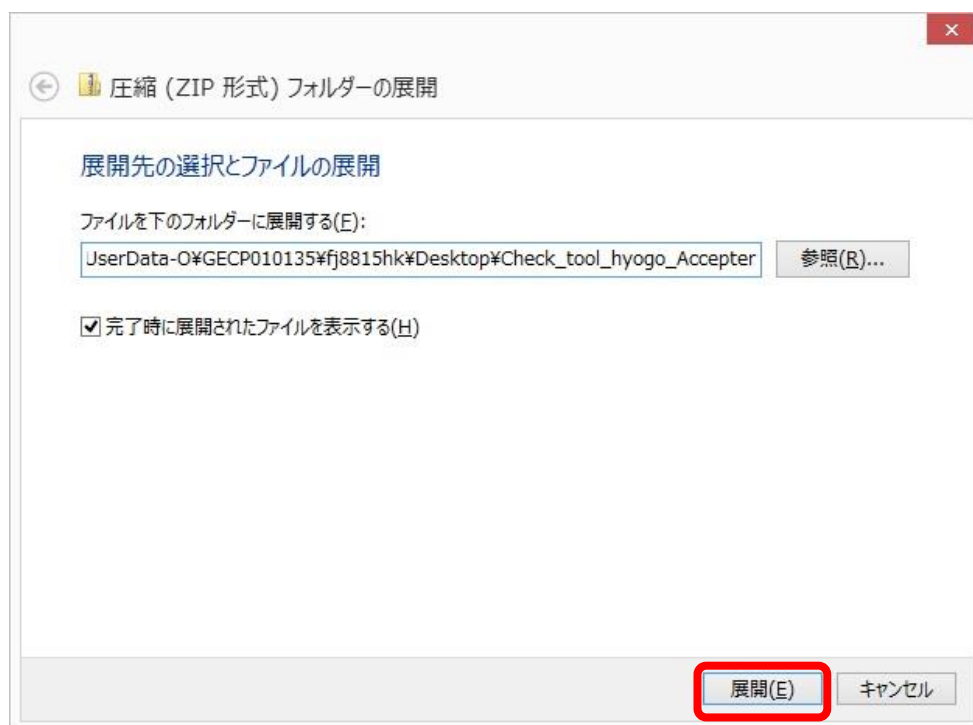 圧縮 (ZIP 形式) フォルダーの展開
展開先の選択とファイルの展開
ファイルを下のフォルダーに展開する(F):
UserData-O¥GECP010135¥fj8815hk¥Desktop¥Check_tool_hyogo_Accepter
参照(R)...
完了時に展開されたファイルを表示する(H)
展開(E)
キャンセル